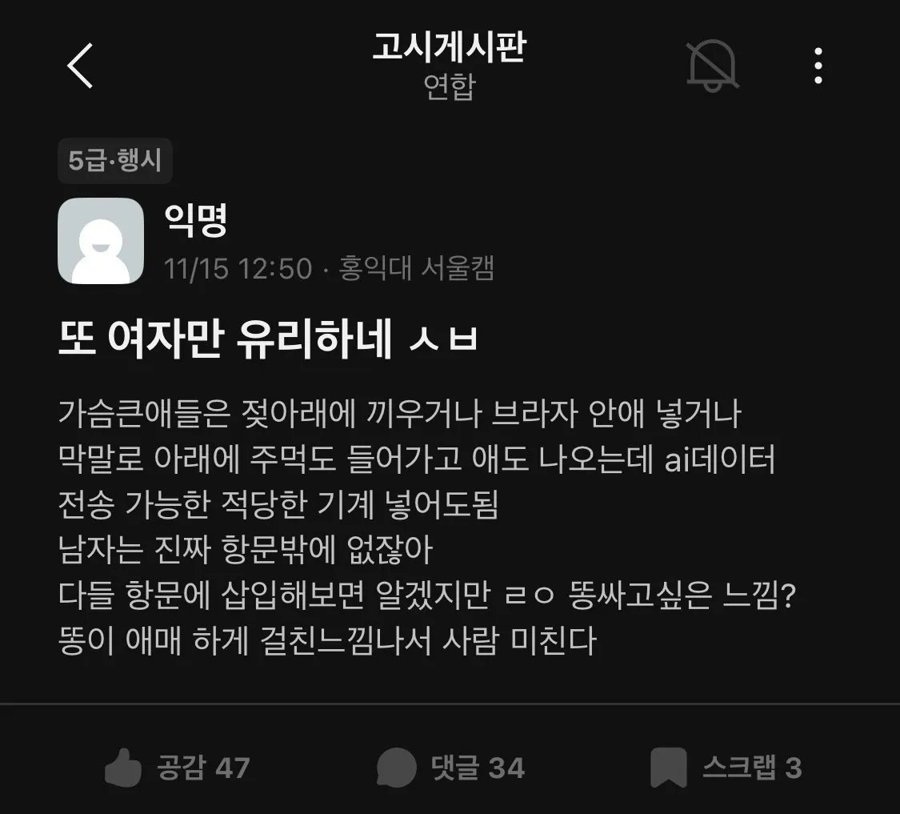 고시게시판
연합
5급·행시
익명
11/15 12:50 · 홍익대 서울캠
또 여자만 유리하네 ㅅㅂ
가슴큰애들은 젖아래에 끼우거나 브라자 안애 넣거나
막말로 아래에 주먹도 들어가고 애도 나오는데 ai데이터
전송 가능한 적당한 기계 넣어도됨
남자는 진짜 항문밖에 없잖아
다들 항문에 삽입해보면 알겠지만 ㄹㅇ 똥싸고싶은 느낌?
똥이 애매 하게 걸친느낌나서 사람 미친다
공감 47 댓글 34 스크랩 3